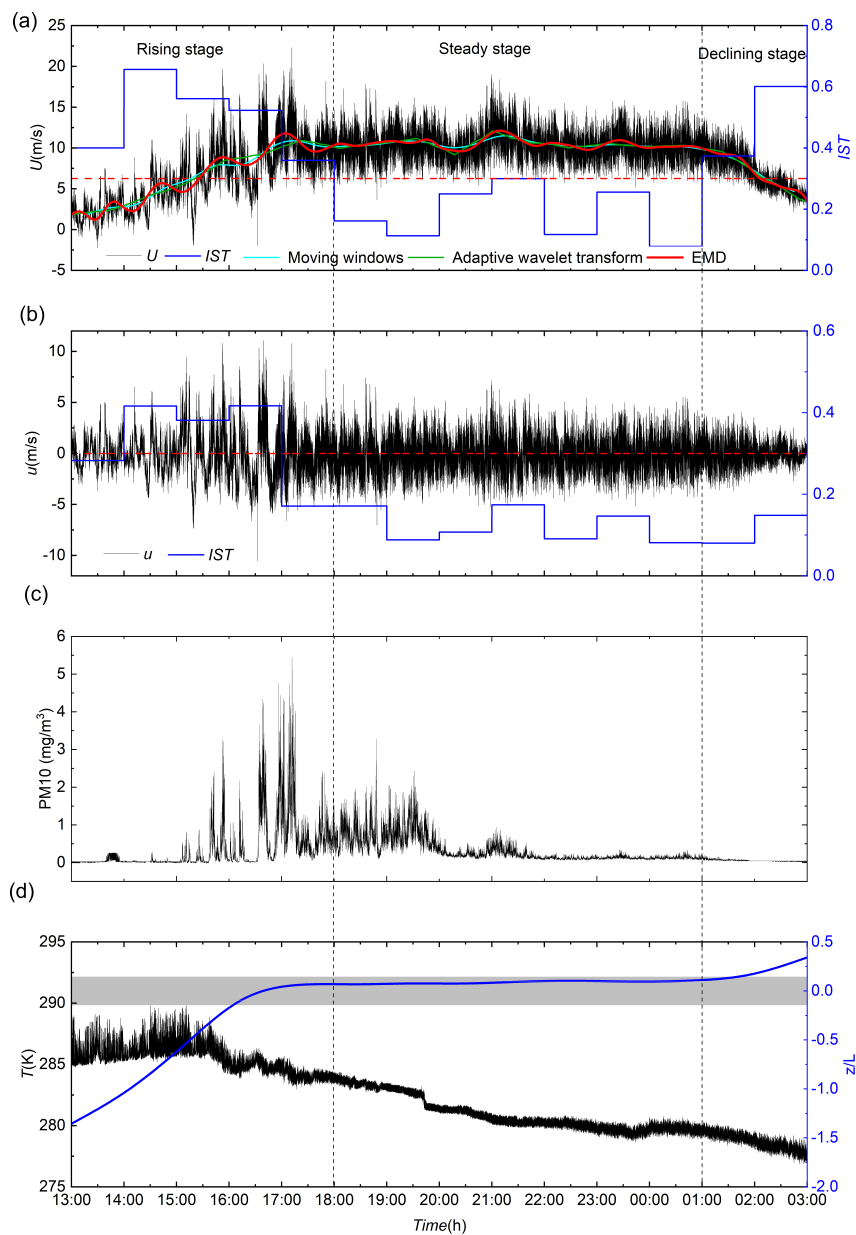 (a)
Rising stage
Steady stage
Declining stage
25
20
15
10
5
0
-5
U(m/s)
0.8
0.6
0.4
0.2
0.0
IST
U
IST
Moving windows
Adaptive wavelet transform
EMD
(b)
10
5
0
-5
-10
u(m/s)
0.6
0.4
0.2
0.0
u
IST
(c)
6
5
4
3
2
1
0
PM10 (mg/m³)
(d)
295
290
285
280
275
T(K)
0.5
0.0
-0.5
-1.0
-1.5
-2.0
z/L
13:00 14:00 15:00 16:00 17:00 18:00 19:00 20:00 21:00 22:00 23:00 00:00 01:00 02:00 03:00
Time(h)